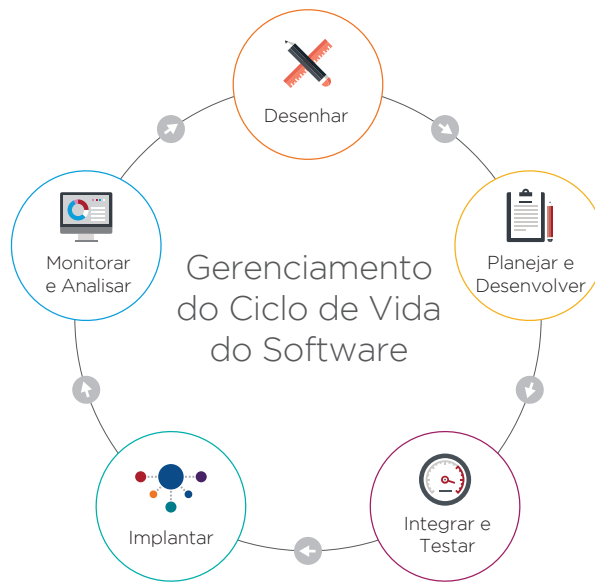 Desenhar
Planejar e
Desenvolver
Integrar e
Testar
Implantar
Monitorar
e Analisar
Gerenciamento
do Ciclo de Vida
do Software